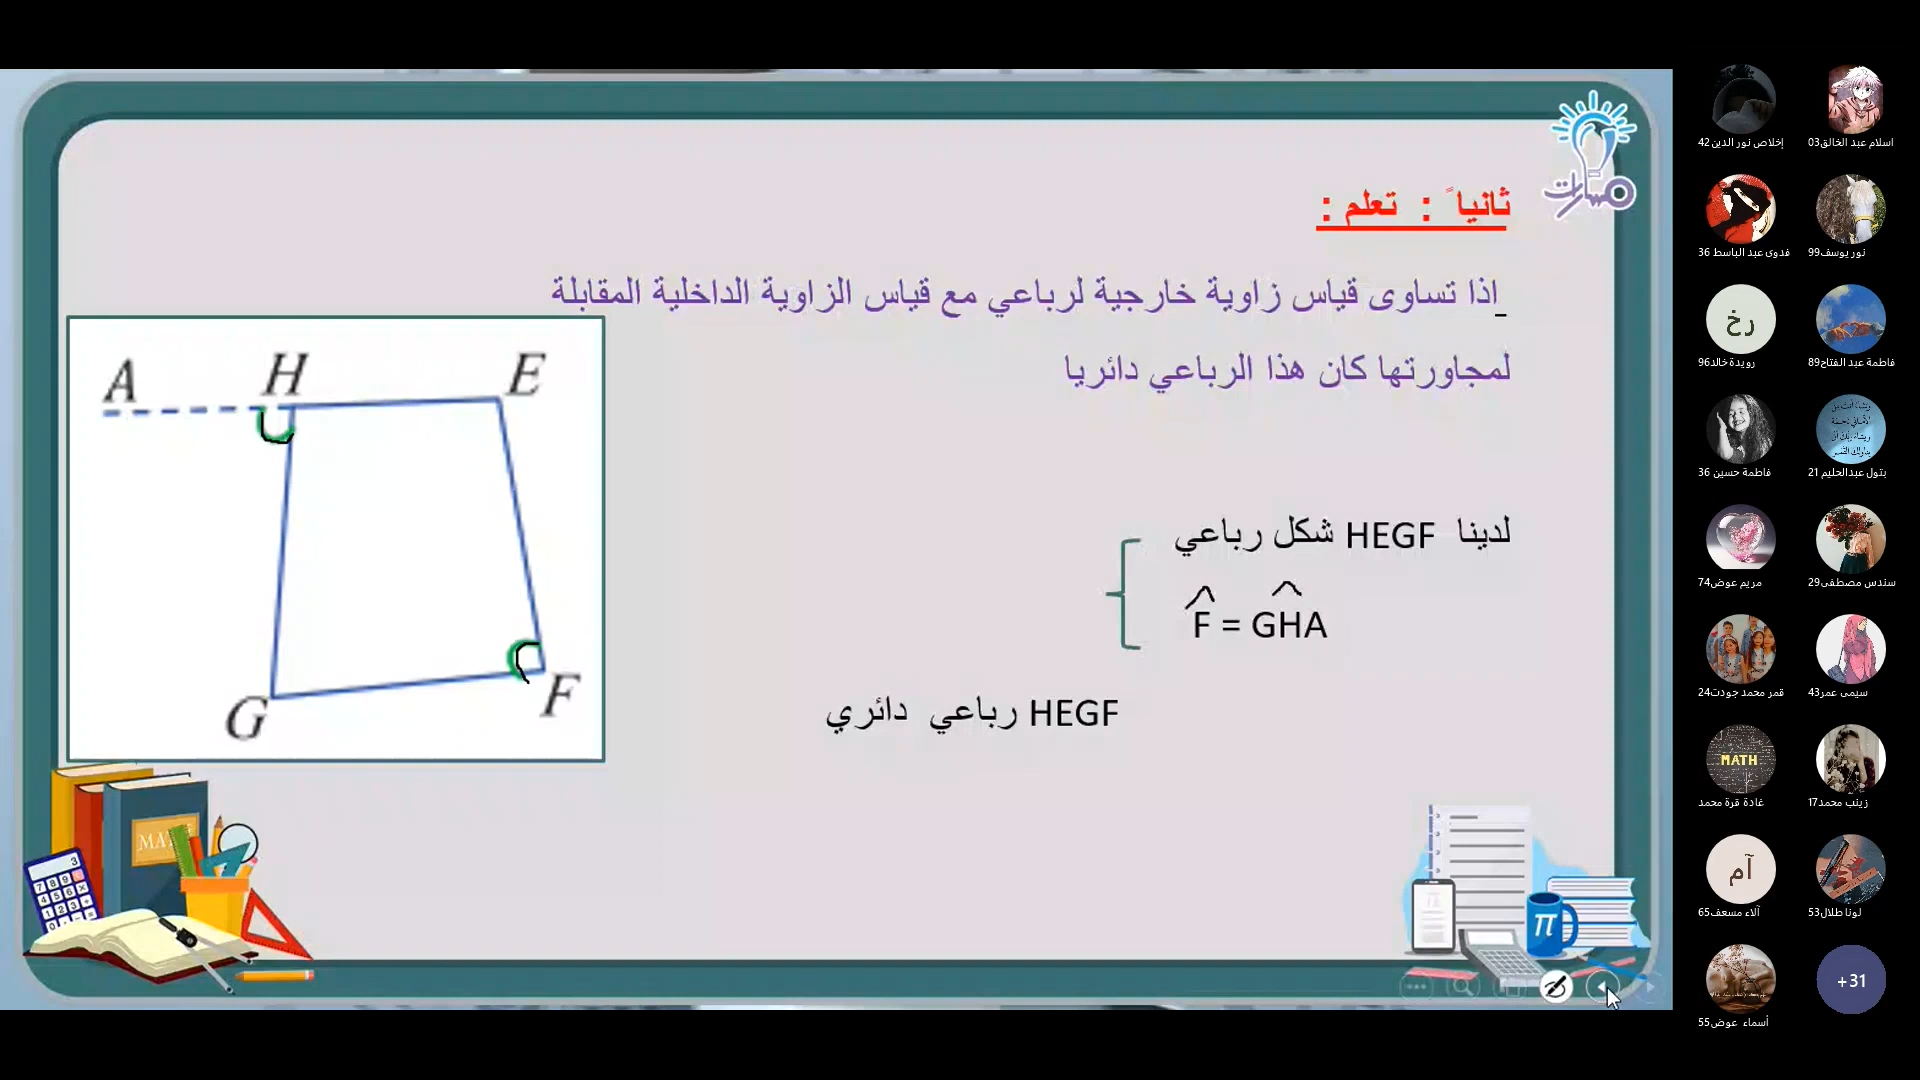 مسارات
ثانياً : تعلم :
اذا تساوى قياس زاوية خارجية لرباعي مع قياس الزاوية الداخلية المقابلة
لمجاورتها كان هذا الرباعي دائريا
A
H
E
G
F
لدينا HEGF شكل رباعي
F = GHA
HEGF رباعي دائري
π
إخلاص نور الدين42
اسلام عبد الخالق03
فدوى عبد الباسط 36
نور يوسف99
رخ
رويدة خالد96
فاطمة عبد الفتاح89
فاطمة حسين 36
بتول عبدالحليم 21
مريم عوض74
سندس مصطفى29
قمر محمد جودت24
سيمى عمر43
MATH
غادة قرة محمد
زينب محمد17
آم
آلاء مسعف65
لونا طلال53
أسماء عوض55
+31